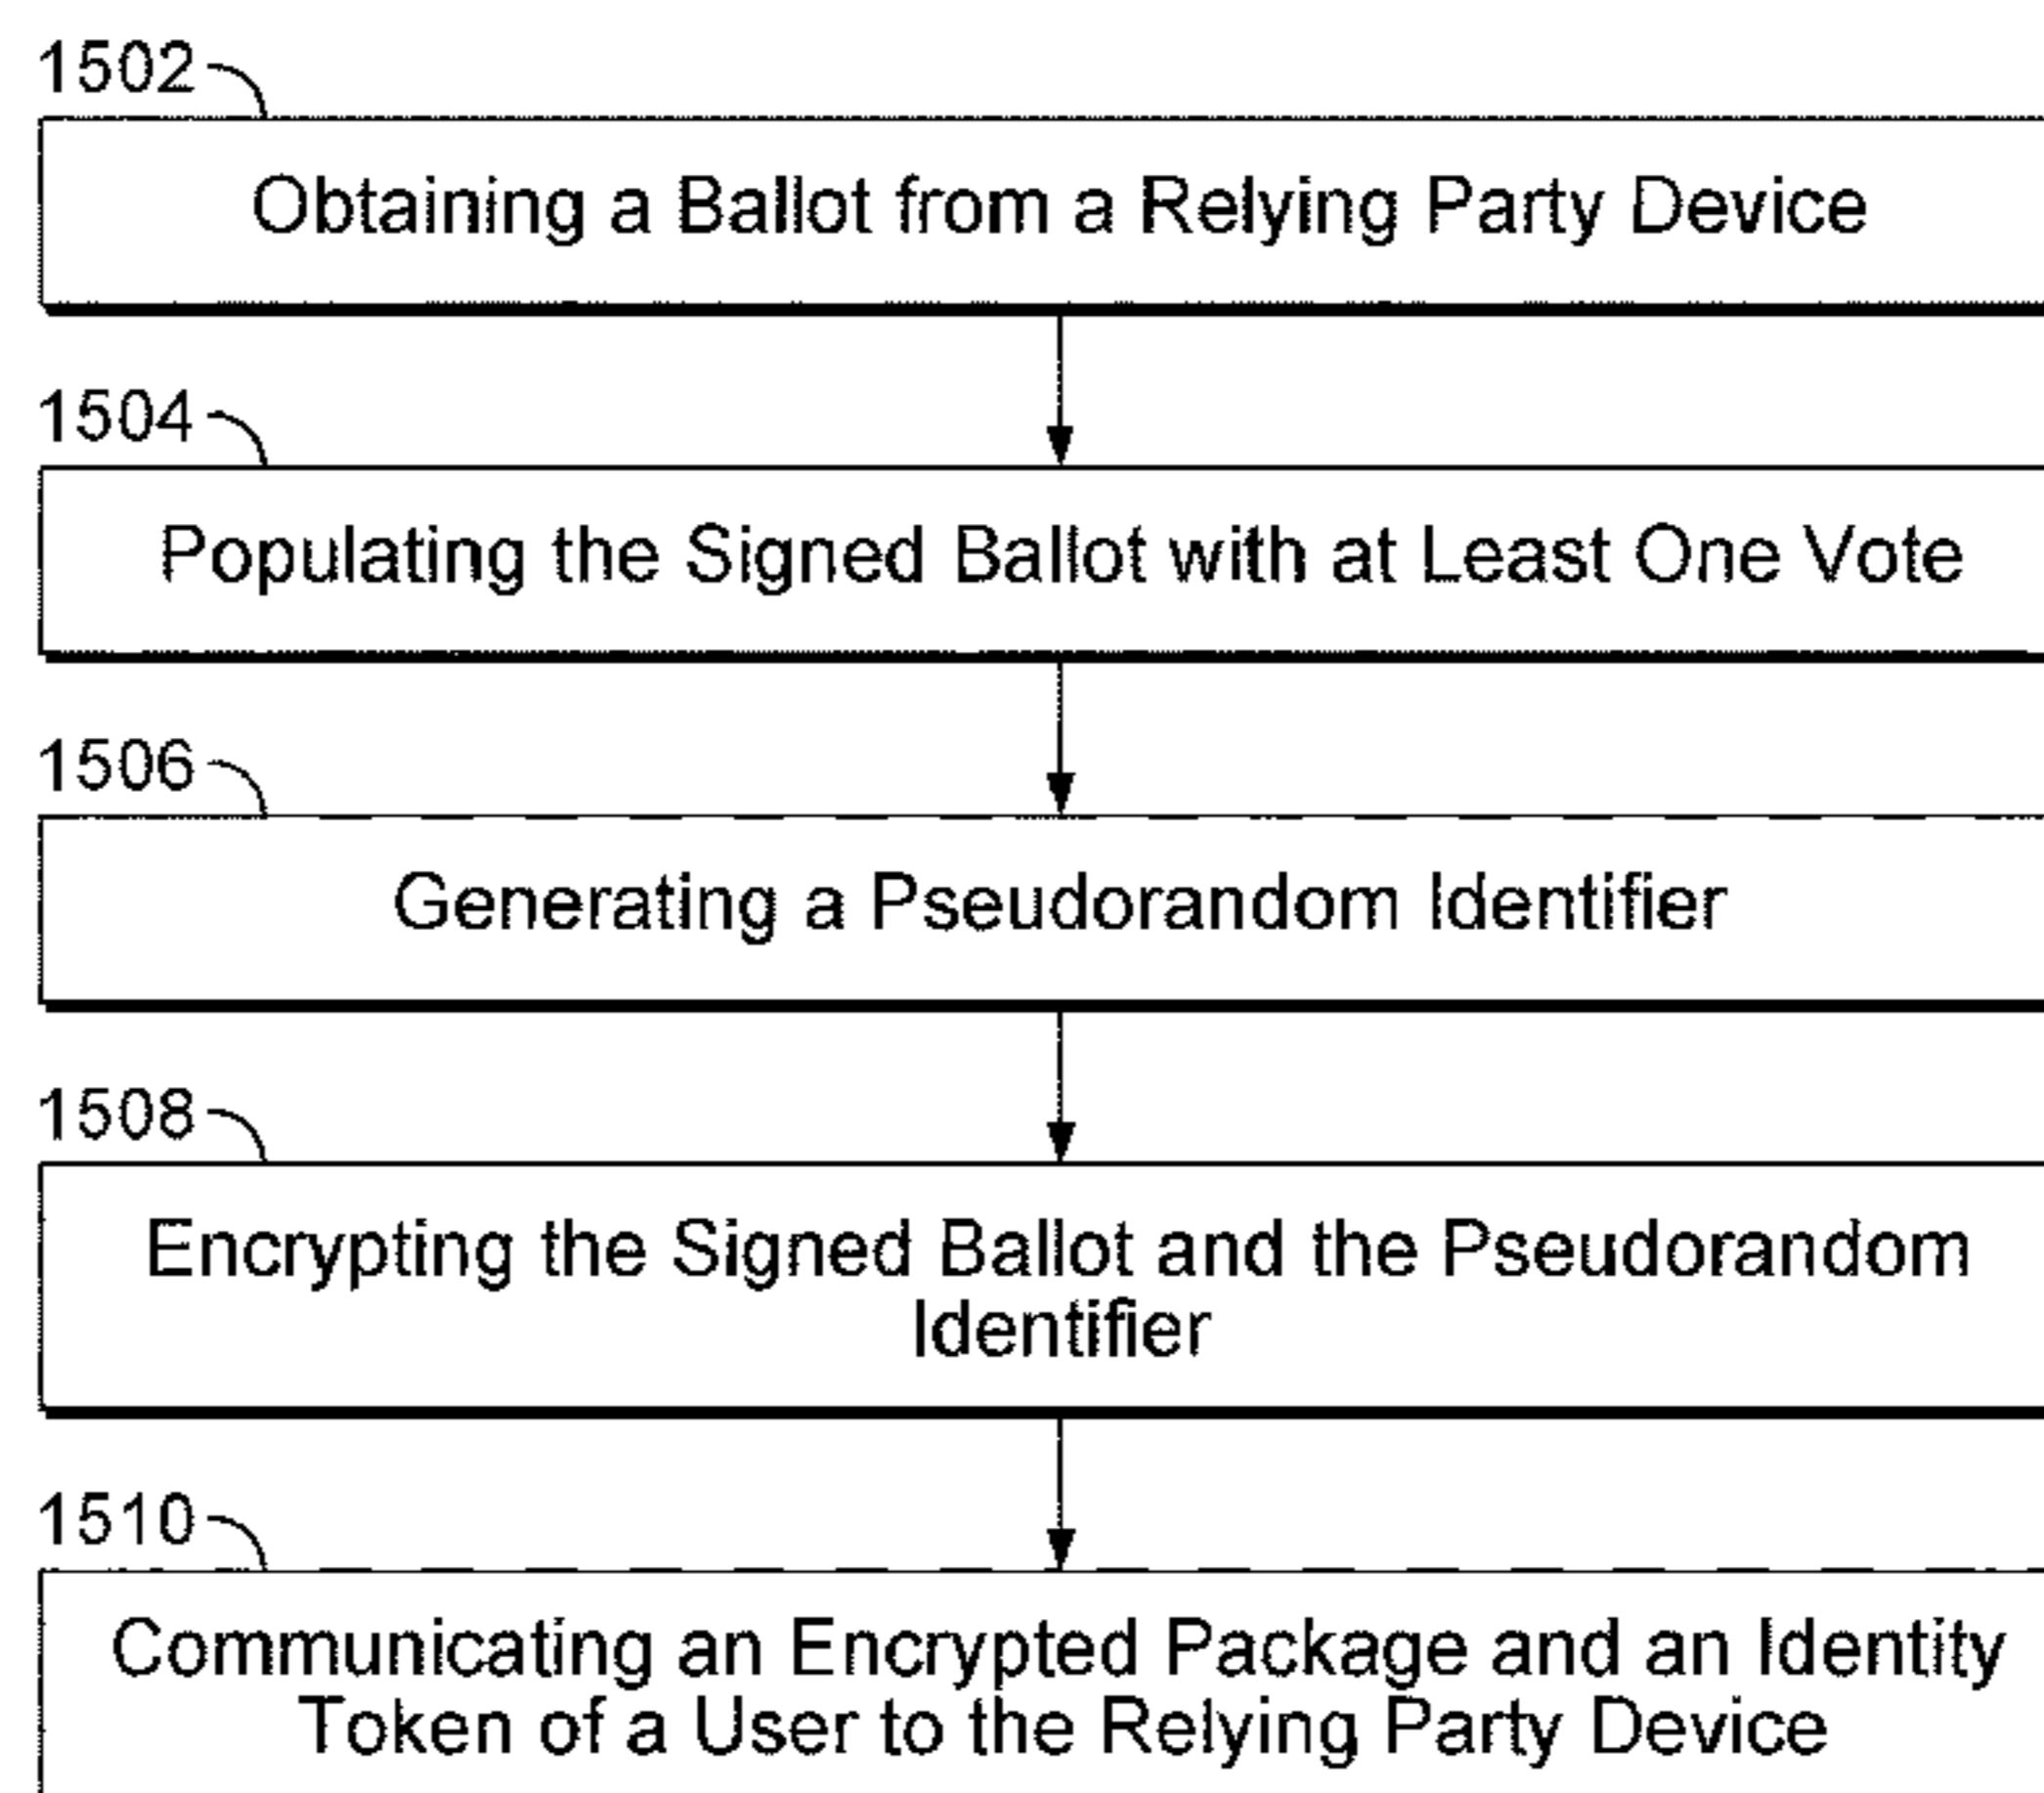 1502
Obtaining a Ballot from a Relying Party Device
1504
Populating the Signed Ballot with at Least One Vote
1506
Generating a Pseudorandom Identifier
1508
Encrypting the Signed Ballot and the Pseudorandom
Identifier
1510
Communicating an Encrypted Package and an Identity
Token of a User to the Relying Party Device